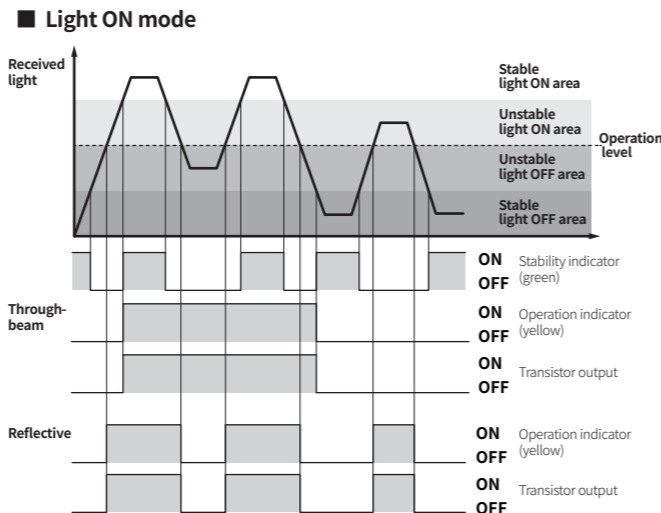 ■ Light ON mode
Received
light
Stable
light ON area
Unstable
light ON area
Operation
level
Unstable
light OFF area
Stable
light OFF area
ON
OFF
Stability indicator
(green)
Through-
beam
ON
OFF
Operation indicator
(yellow)
ON
OFF
Transistor output
Reflective
ON
OFF
Operation indicator
(yellow)
ON
OFF
Transistor output